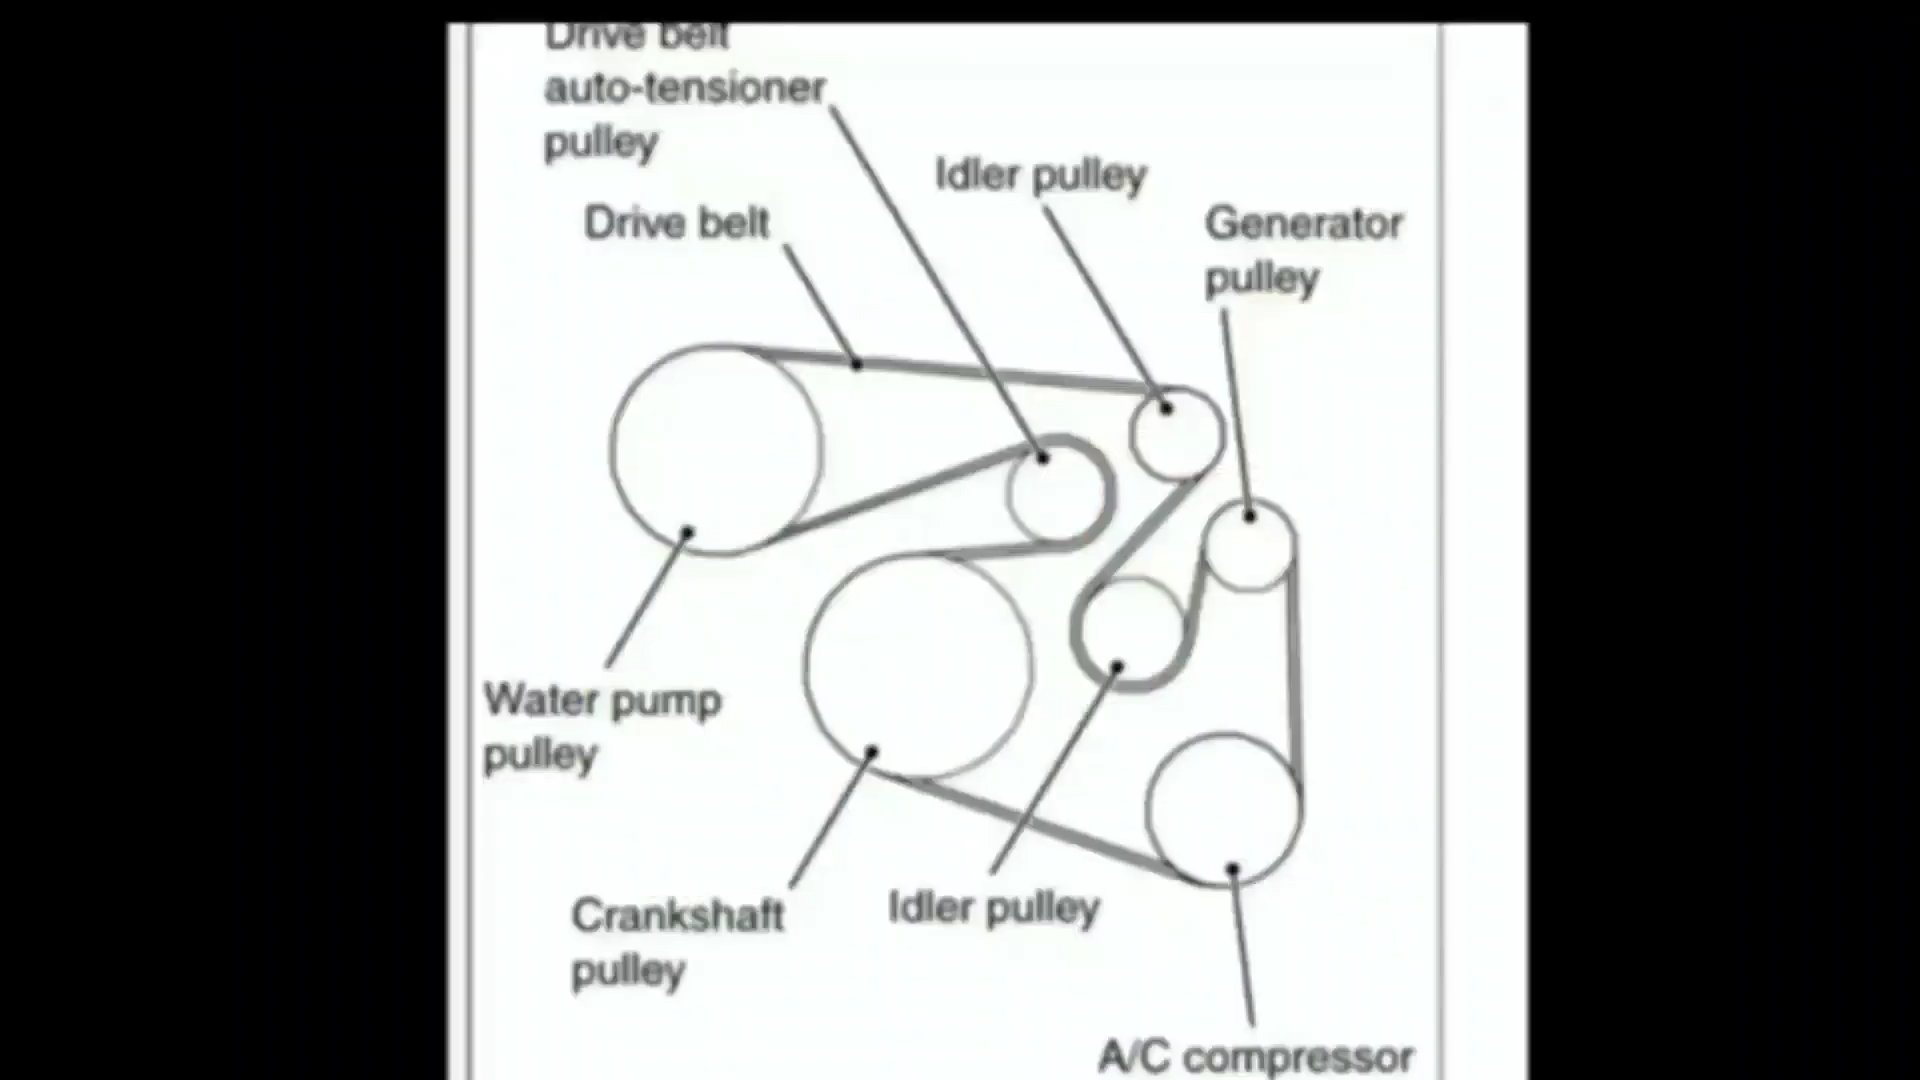 Drive belt
auto-tensioner
pulley
Idler pulley
Drive belt
Generator
pulley
Water pump
pulley
Crankshaft
pulley
Idler pulley
A/C compressor